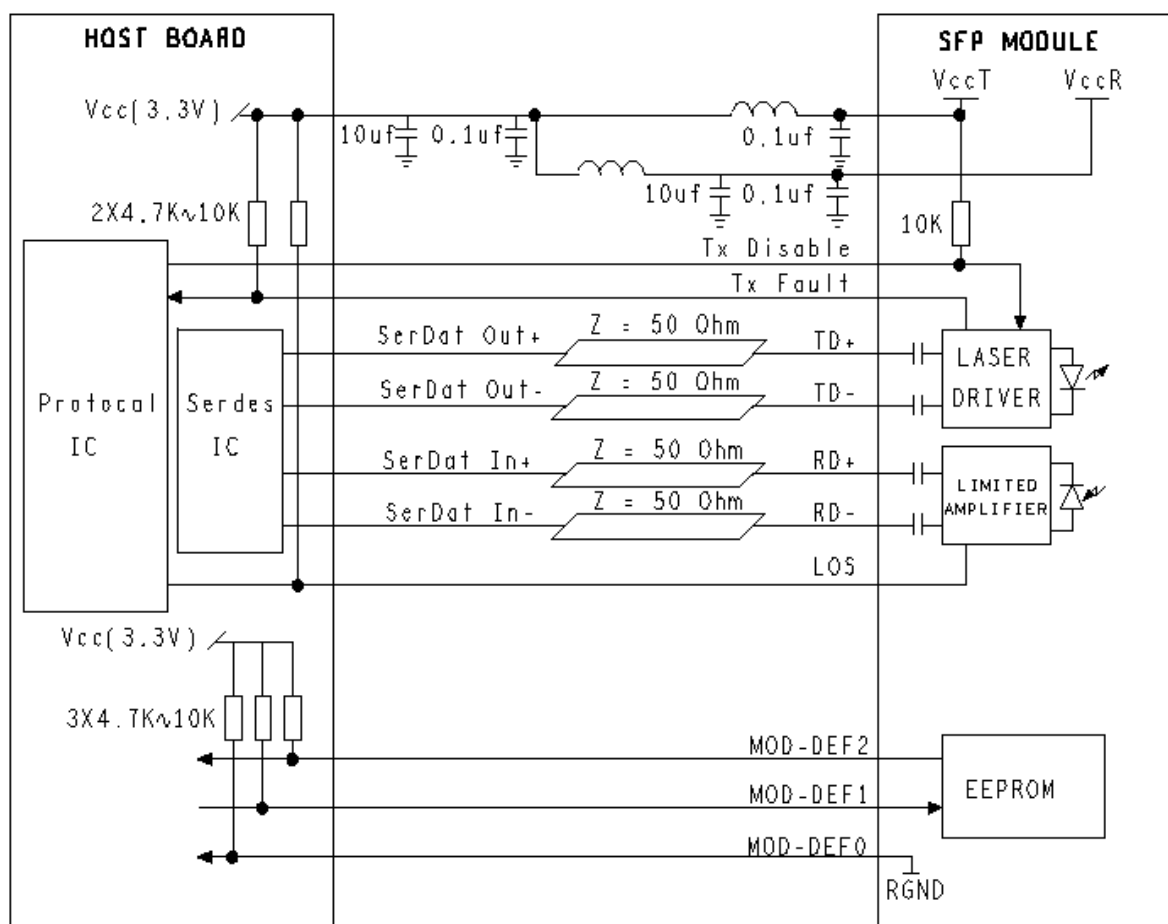 HOST BOARD
SFP MODULE
VccT
VccR
Vcc(3.3V)
10uf
0.1uf
0.1uf
10uf
0.1uf
2X4.7K∿10K
10K
Tx Disable
Tx Fault
SerDat Out+
Z = 50 Ohm
TD+
SerDat Out-
Z = 50 Ohm
TD-
LASER
DRIVER
Protocal
IC
Serdes
IC
SerDat In+
Z = 50 Ohm
RD+
SerDat In-
Z = 50 Ohm
RD-
LIMITED
AMPLIFIER
LOS
Vcc(3.3V)
3X4.7K∿10K
MOD-DEF2
MOD-DEF1
MOD-DEF0
EEPROM
RGND